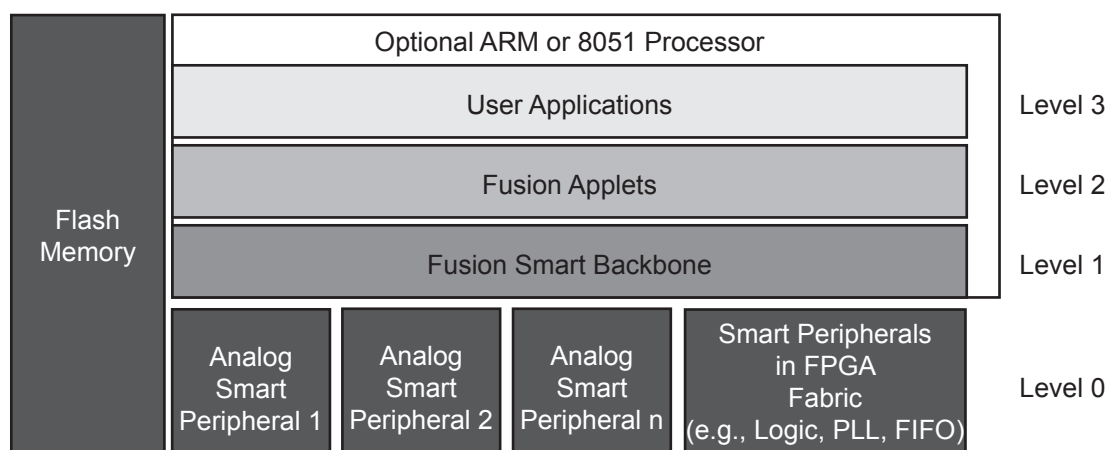 Optional ARM or 8051 Processor
User Applications
Level 3
Fusion Applets
Level 2
Flash
Memory
Fusion Smart Backbone
Level 1
Analog
Smart
Peripheral 1
Analog
Smart
Peripheral 2
Analog
Smart
Peripheral n
Smart Peripherals
in FPGA
Fabric
(e.g., Logic, PLL, FIFO)
Level 0